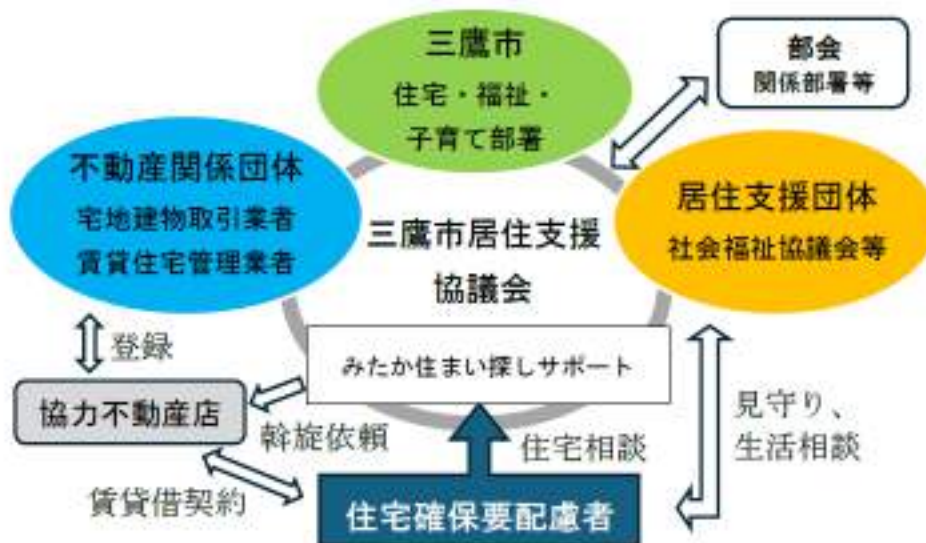 三鷹市
住宅・福祉・
子育て部署
部会
関係部署等
不動産関係団体
宅地建物取引業者
賃貸住宅管理業者
居住支援団体
社会福祉協議会等
三鷹市居住支援
協議会
みたか住まい探しサポート
登録
協力不動産店
斡旋依頼
住宅相談
見守り、
生活相談
賃貸借契約
住宅確保要配慮者